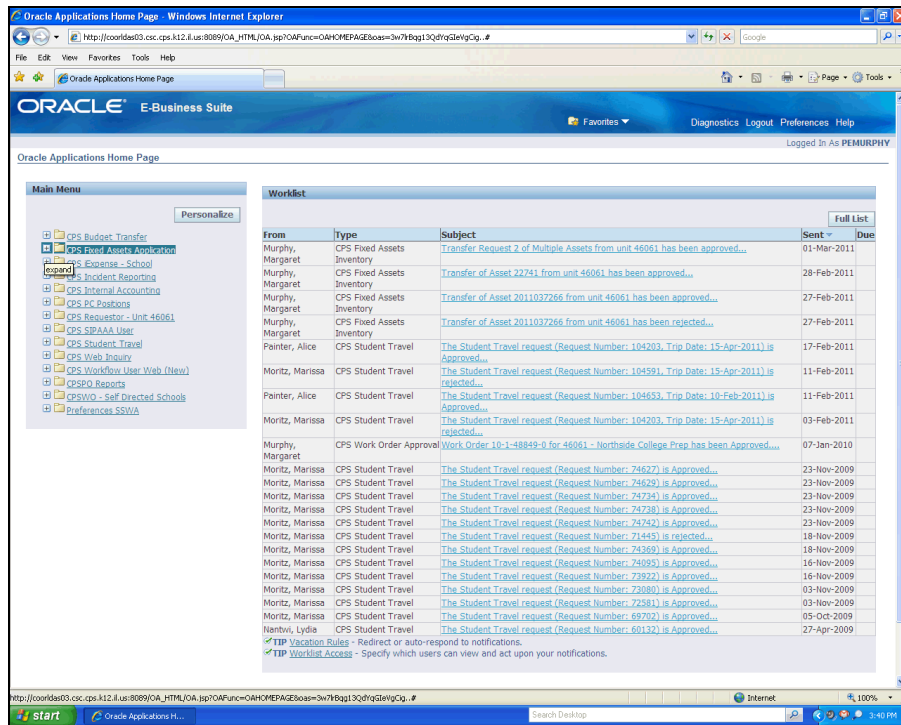 Oracle Applications Home Page - Windows Internet Explorer
http://coorldas03.csc.cps.k12.il.us:8089/OA_HTML/OA.jsp?OAFunc=OAHOMEPAGE&oas=3w7lrBqg13QdYqGIeVgCig..#
Google
File Edit View Favorites Tools Help
Oracle Applications Home Page
Page Tools
ORACLE E-Business Suite
Favorites
Diagnostics Logout Preferences Help
Logged In As PEMURPHY
Oracle Applications Home Page
Main Menu
Personalize
CPS Budget Transfer
CPS Fixed Assets Application
CPS iExpense - School
expand
CPS Incident Reporting
CPS Internal Accounting
CPS PC Positions
CPS Requestor - Unit 46061
CPS SIPAAA User
CPS Student Travel
CPS Web Inquiry
CPS Workflow User Web (New)
CPSPO Reports
CPSWO - Self Directed Schools
Preferences SSWA
Worklist
Full List
From Type Subject Sent Due
Murphy, Margaret CPS Fixed Assets Inventory Transfer Request 2 of Multiple Assets from unit 46061 has been approved... 01-Mar-2011
Murphy, Margaret CPS Fixed Assets Inventory Transfer of Asset 22741 from unit 46061 has been approved... 28-Feb-2011
Murphy, Margaret CPS Fixed Assets Inventory Transfer of Asset 2011037266 from unit 46061 has been approved... 27-Feb-2011
Murphy, Margaret CPS Fixed Assets Inventory Transfer of Asset 2011037266 from unit 46061 has been rejected... 27-Feb-2011
Painter, Alice CPS Student Travel The Student Travel request (Request Number: 104203, Trip Date: 15-Apr-2011) is Approved... 17-Feb-2011
Moritz, Marissa CPS Student Travel The Student Travel request (Request Number: 104591, Trip Date: 15-Apr-2011) is rejected... 11-Feb-2011
Painter, Alice CPS Student Travel The Student Travel request (Request Number: 104653, Trip Date: 10-Feb-2011) is Approved... 11-Feb-2011
Moritz, Marissa CPS Student Travel The Student Travel request (Request Number: 104203, Trip Date: 15-Apr-2011) is rejected... 03-Feb-2011
Murphy, Margaret CPS Work Order Approval Work Order 10-1-48849-0 for 46061 - Northside College Prep has been Approved.... 07-Jan-2010
Moritz, Marissa CPS Student Travel The Student Travel request (Request Number: 74627) is Approved... 23-Nov-2009
Moritz, Marissa CPS Student Travel The Student Travel request (Request Number: 74629) is Approved... 23-Nov-2009
Moritz, Marissa CPS Student Travel The Student Travel request (Request Number: 74734) is Approved... 23-Nov-2009
Moritz, Marissa CPS Student Travel The Student Travel request (Request Number: 74738) is Approved... 23-Nov-2009
Moritz, Marissa CPS Student Travel The Student Travel request (Request Number: 74742) is Approved... 23-Nov-2009
Moritz, Marissa CPS Student Travel The Student Travel request (Request Number: 71445) is rejected... 18-Nov-2009
Moritz, Marissa CPS Student Travel The Student Travel request (Request Number: 74369) is Approved... 18-Nov-2009
Moritz, Marissa CPS Student Travel The Student Travel request (Request Number: 74095) is Approved... 16-Nov-2009
Moritz, Marissa CPS Student Travel The Student Travel request (Request Number: 73922) is Approved... 16-Nov-2009
Moritz, Marissa CPS Student Travel The Student Travel request (Request Number: 73080) is Approved... 03-Nov-2009
Moritz, Marissa CPS Student Travel The Student Travel request (Request Number: 72581) is Approved... 03-Nov-2009
Moritz, Marissa CPS Student Travel The Student Travel request (Request Number: 69702) is Approved... 05-Oct-2009
Nantwi, Lydia CPS Student Travel The Student Travel request (Request Number: 60132) is Approved... 27-Apr-2009
TIP Vacation Rules - Redirect or auto-respond to notifications.
TIP Worklist Access - Specify which users can view and act upon your notifications.
http://coorldas03.csc.cps.k12.il.us:8089/OA_HTML/OA.jsp?OAFunc=OAHOMEPAGE&oas=3w7lrBqg13QdYqGIeVgCig..#
Internet 100%
start Oracle Applications H... Search Desktop 3:40 PM